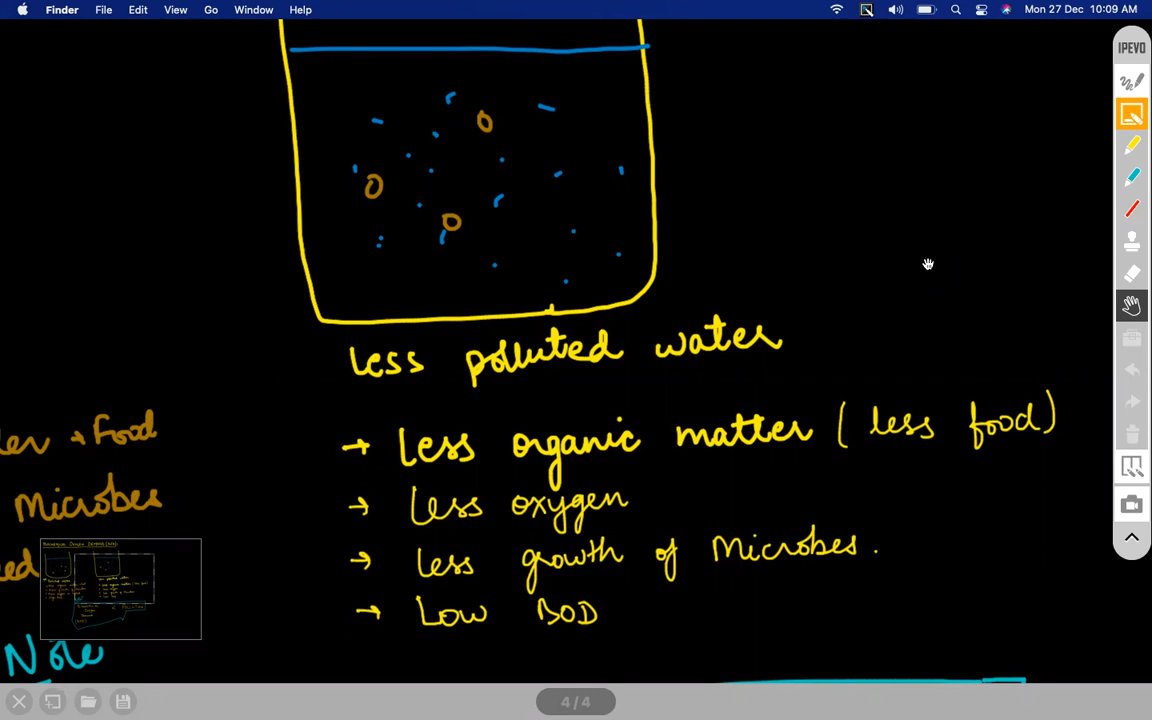 Finder File Edit View Go Window Help
Mon 27 Dec 10:09 AM
IPEVO
less polluted water
→ Less organic matter (less food)
→ less oxygen
→ less growth of Microbes.
→ Low BOD
→ Food
Microbes
Note
4/4